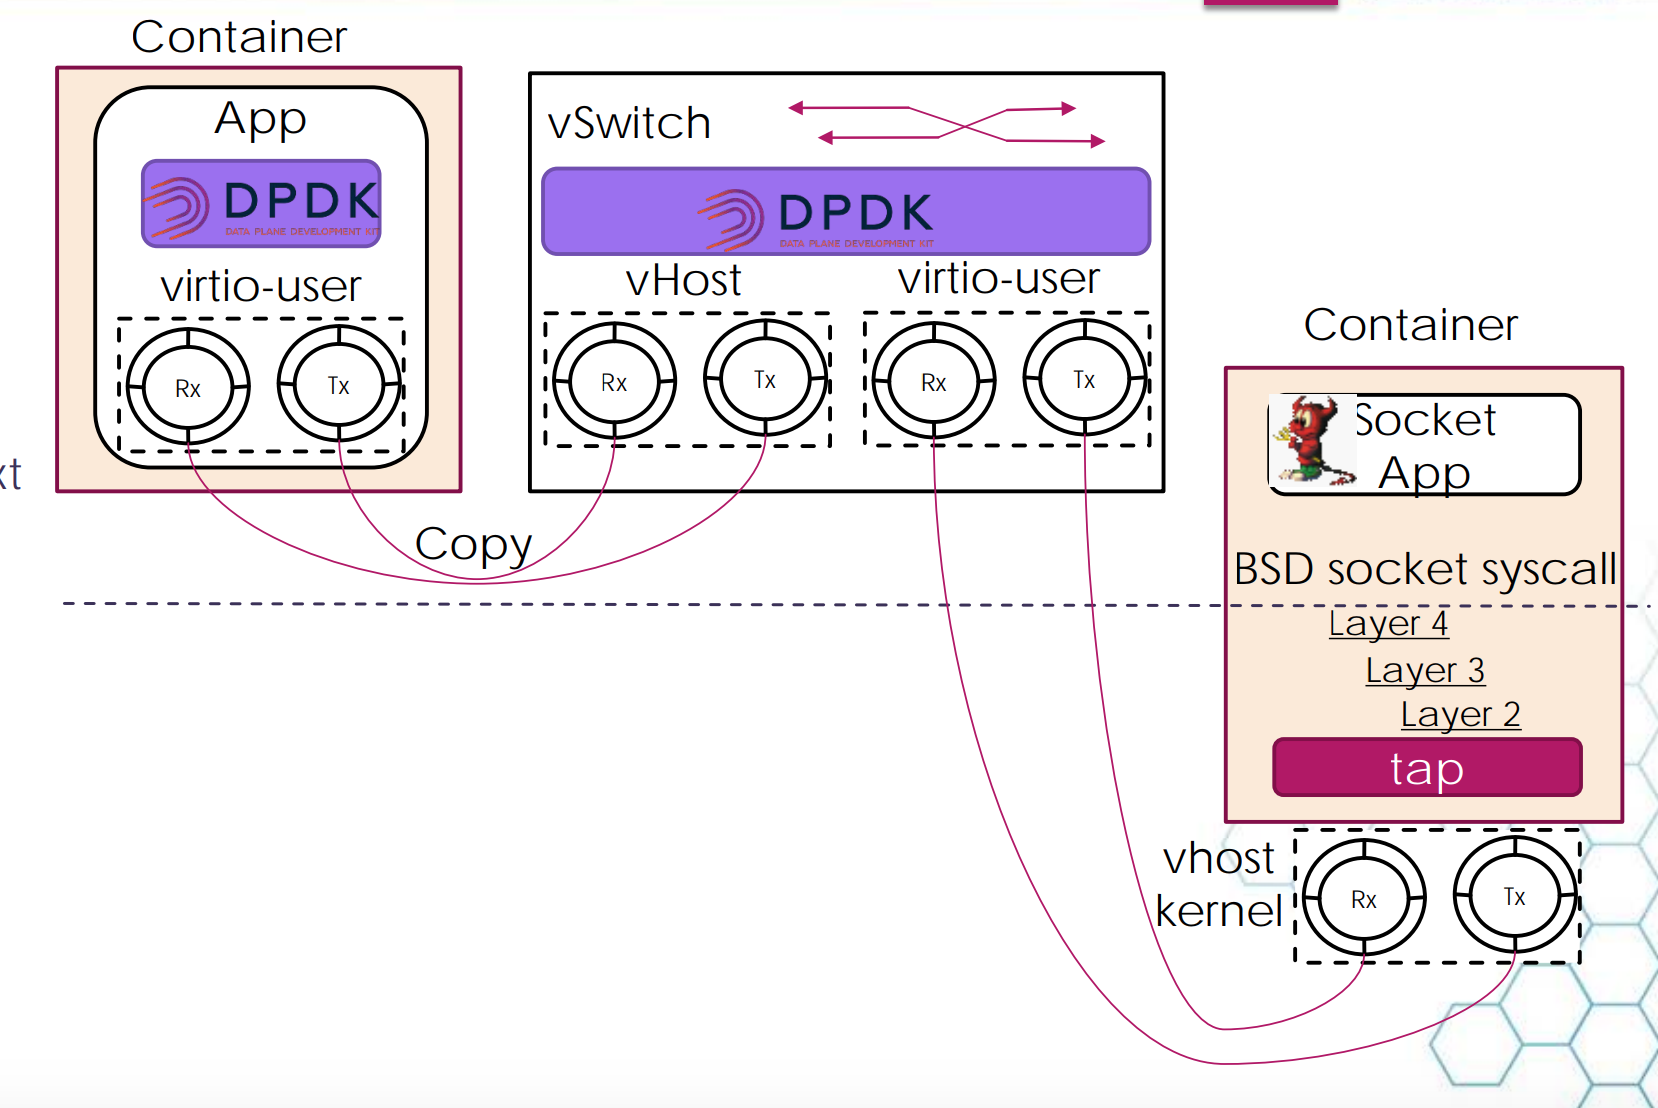 Container
App
DPDK
DATA PLANE DEVELOPMENT KIT
virtio-user
Rx
Tx
xt
Copy
vSwitch
DPDK
DATA PLANE DEVELOPMENT KIT
vHost
virtio-user
Rx
Tx
Rx
Tx
Container
Socket
App
BSD socket syscall
Layer 4
Layer 3
Layer 2
tap
vhost
kernel
Rx
Tx